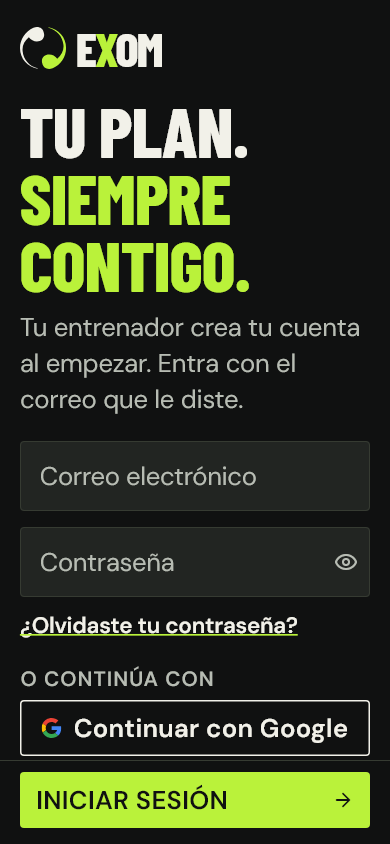 EXOM
TU PLAN.
SIEMPRE
CONTIGO.
Tu entrenador crea tu cuenta
al empezar. Entra con el
correo que le diste.
Correo electrónico
Contraseña
¿Olvidaste tu contraseña?
O CONTINÚA CON
Continuar con Google
INICIAR SESIÓN